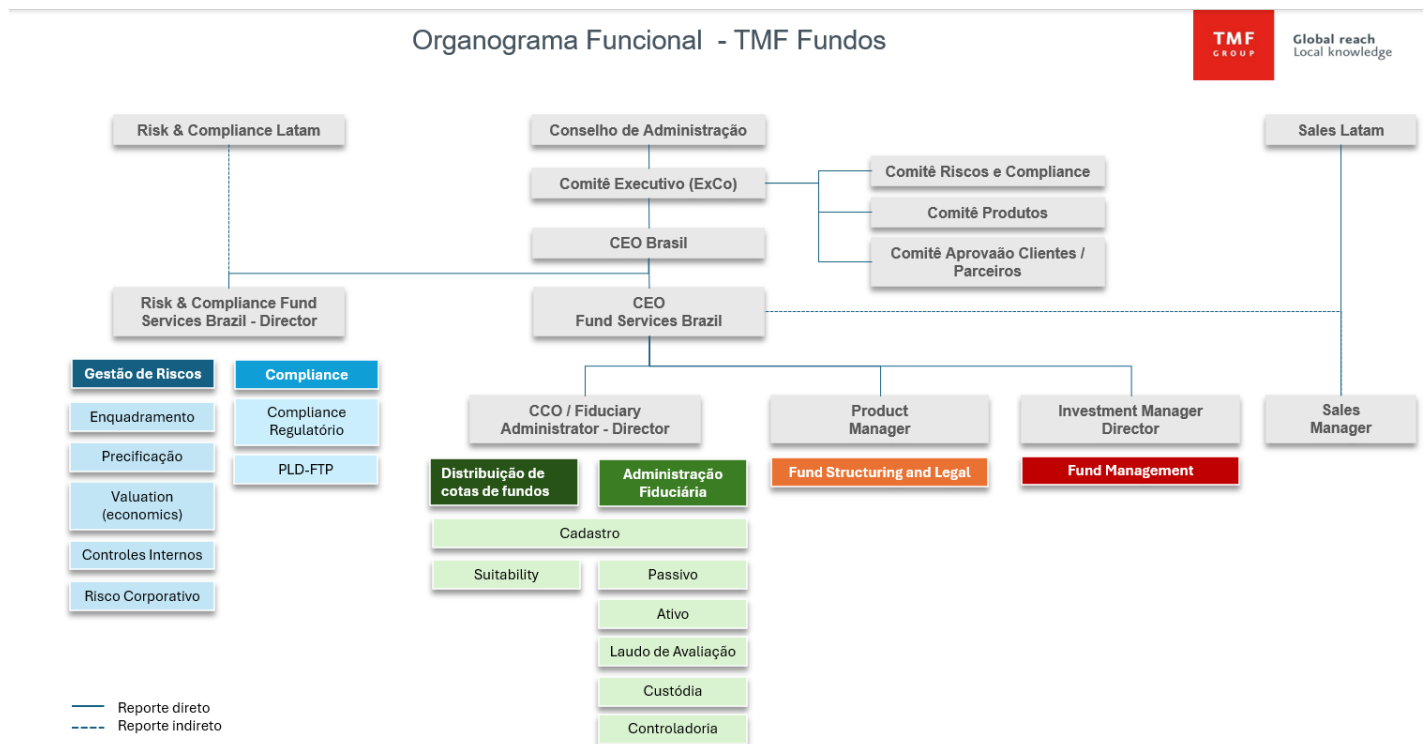 Organograma Funcional - TMF Fundos
TMF
GROUP
Global reach
Local knowledge
Risk & Compliance Latam
Conselho de Administração
Sales Latam
Comitê Executivo (ExCo)
Comitê Riscos e Compliance
Comitê Produtos
CEO Brasil
Comitê Aprovaão Clientes /
Parceiros
Risk & Compliance Fund
Services Brazil - Director
CEO
Fund Services Brazil
Gestão de Riscos
Compliance
Enquadramento
Compliance
Regulatório
Precificação
PLD-FTP
Valuation
(economics)
Controles Internos
Risco Corporativo
CCO / Fiduciary
Administrator - Director
Product
Manager
Investment Manager
Director
Sales
Manager
Distribuição de
cotas de fundos
Administração
Fiduciária
Fund Structuring and Legal
Fund Management
Cadastro
Suitability
Passivo
Ativo
Laudo de Avaliação
Custódia
Controladoria
Reporte direto
Reporte indireto